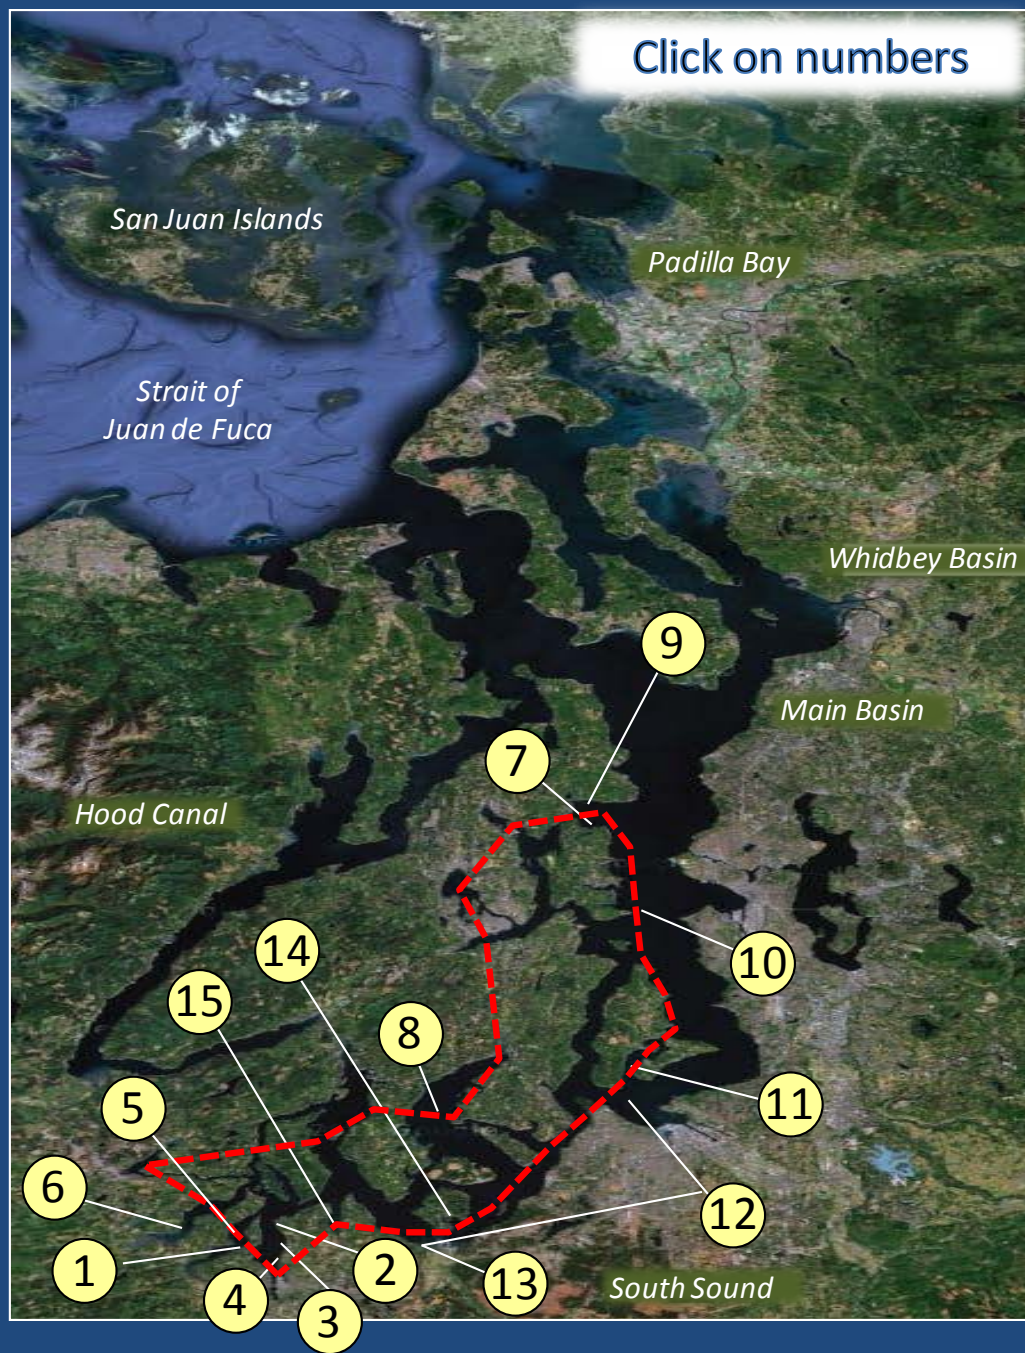 Click on numbers
San Juan Islands
Padilla Bay
Strait of
Juan de Fuca
Whidbey Basin
9
Main Basin
7
Hood Canal
14
10
15
8
11
5
6
12
1
2
13
4
3
South Sound